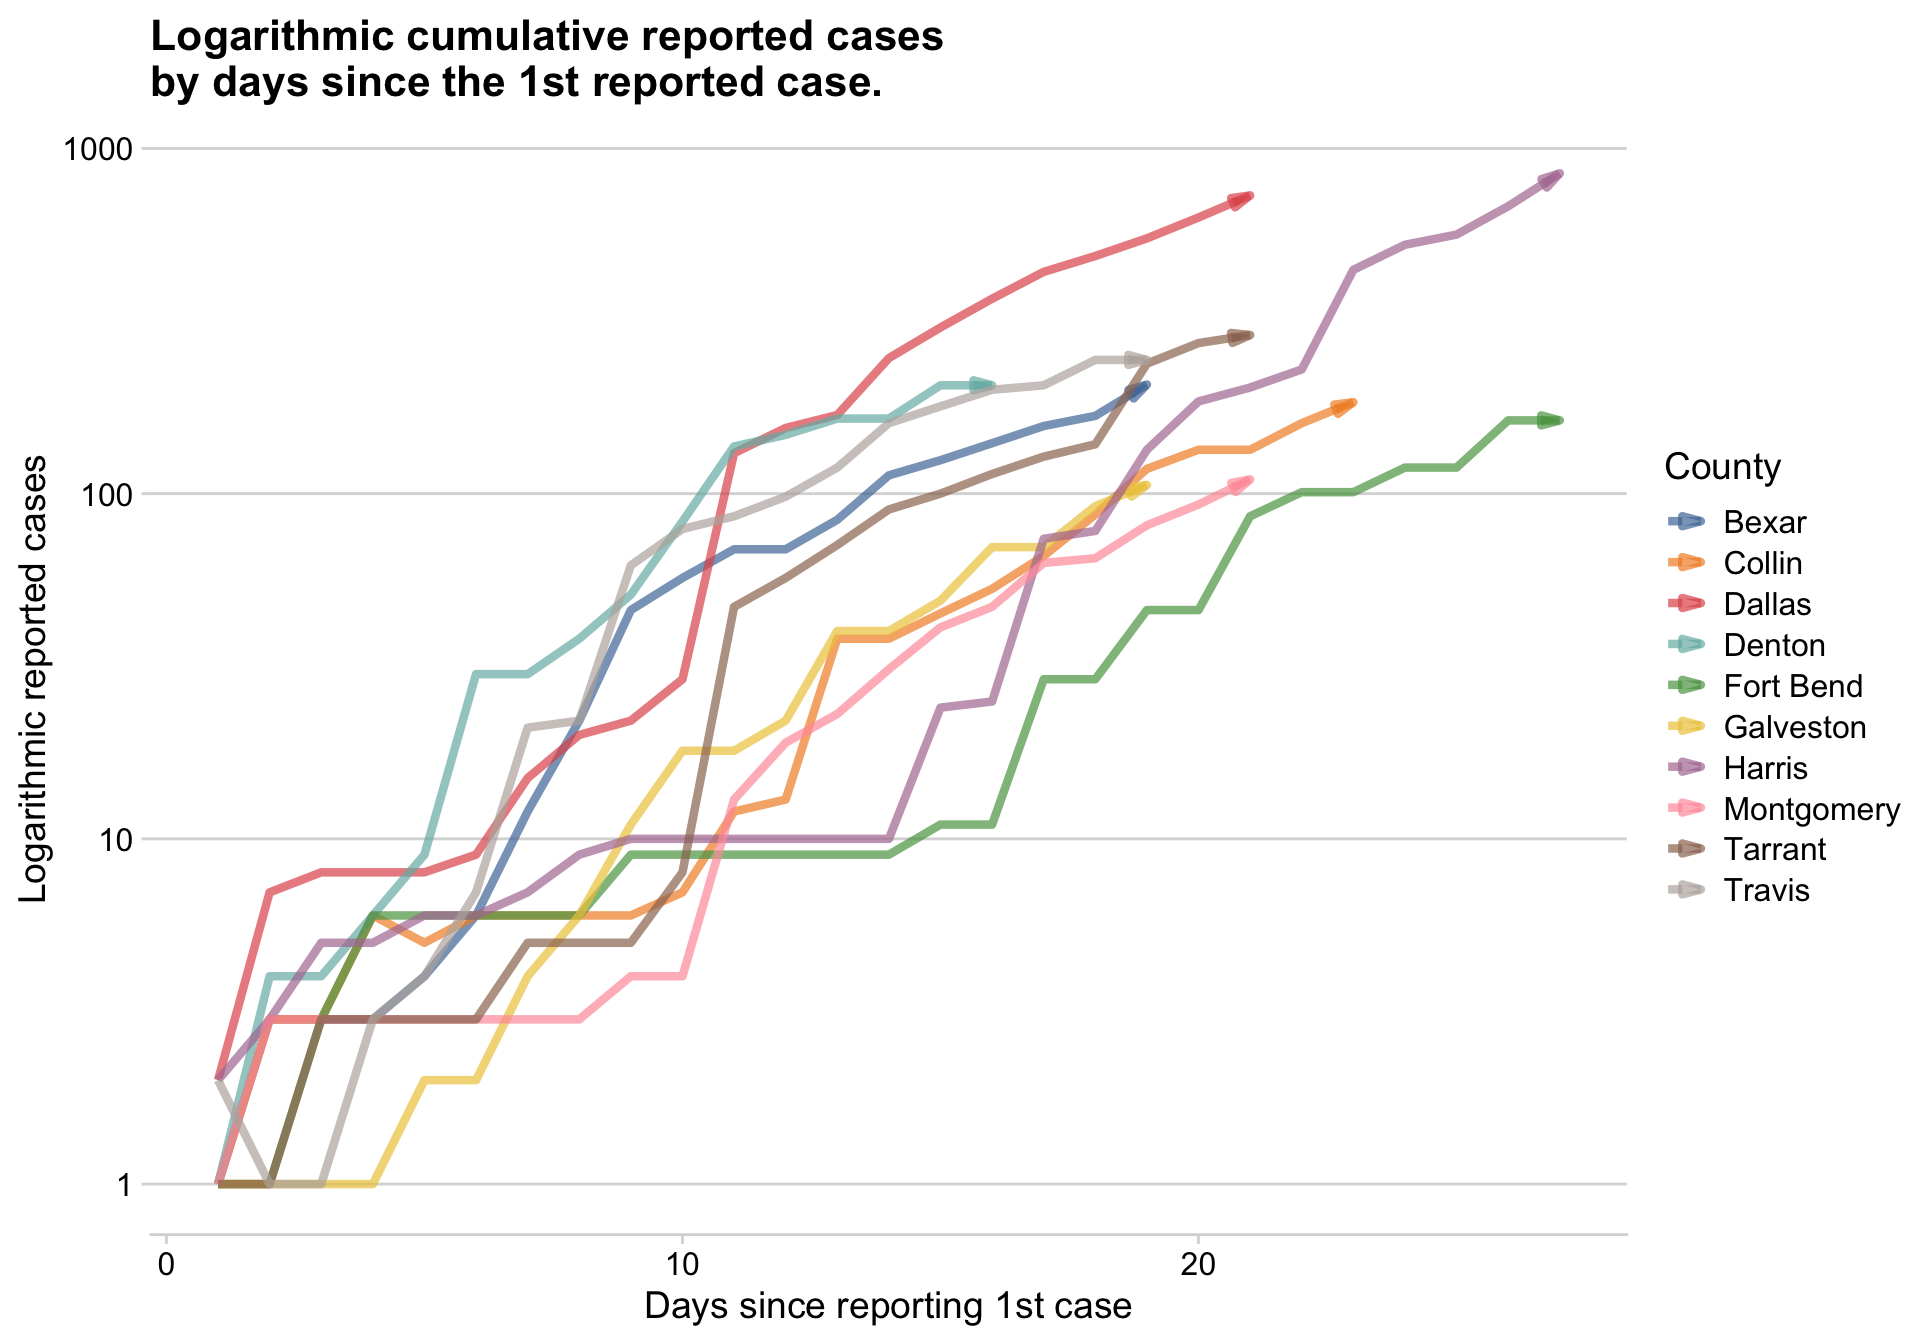 Logarithmic cumulative reported cases
by days since the 1st reported case.
1000
100
10
1
Logarithmic reported cases
0 10 20
Days since reporting 1st case
County
Bexar
Collin
Dallas
Denton
Fort Bend
Galveston
Harris
Montgomery
Tarrant
Travis